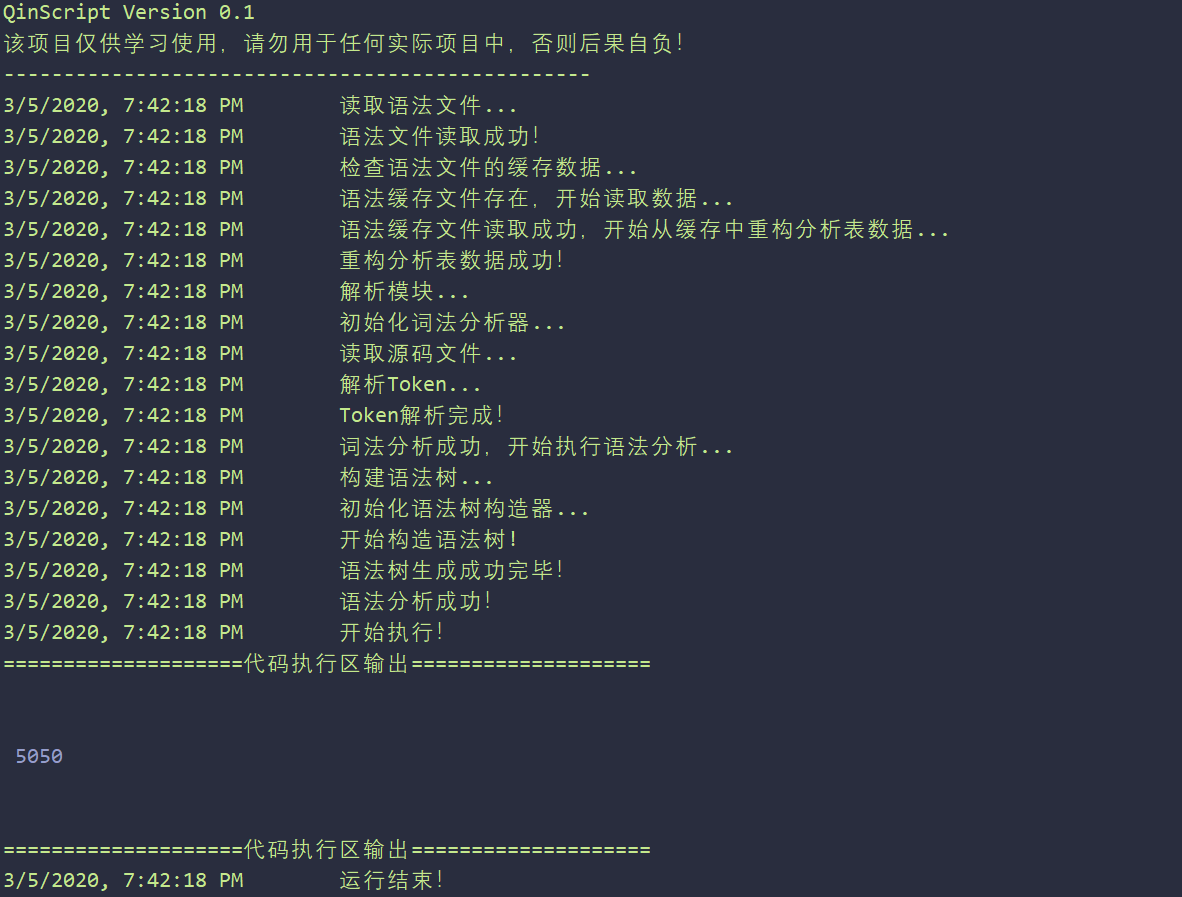 QinScript Version 0.1
该项目仅供学习使用, 请勿用于任何实际项目中, 否则后果自负!
-------------------------------------------------
3/5/2020, 7:42:18 PM        读取语法文件...
3/5/2020, 7:42:18 PM        语法文件读取成功!
3/5/2020, 7:42:18 PM        检查语法文件的缓存数据...
3/5/2020, 7:42:18 PM        语法缓存文件存在, 开始读取数据...
3/5/2020, 7:42:18 PM        语法缓存文件读取成功, 开始从缓存中重构分析表数据...
3/5/2020, 7:42:18 PM        重构分析表数据成功!
3/5/2020, 7:42:18 PM        解析模块...
3/5/2020, 7:42:18 PM        初始化词法分析器...
3/5/2020, 7:42:18 PM        读取源码文件...
3/5/2020, 7:42:18 PM        解析Token...
3/5/2020, 7:42:18 PM        Token解析完成!
3/5/2020, 7:42:18 PM        词法分析成功, 开始执行语法分析...
3/5/2020, 7:42:18 PM        构建语法树...
3/5/2020, 7:42:18 PM        初始化语法树构造器...
3/5/2020, 7:42:18 PM        开始构造语法树!
3/5/2020, 7:42:18 PM        语法树生成成功完毕!
3/5/2020, 7:42:18 PM        语法分析成功!
3/5/2020, 7:42:18 PM        开始执行!
====================代码执行区输出====================
5050
====================代码执行区输出====================
3/5/2020, 7:42:18 PM        运行结束!